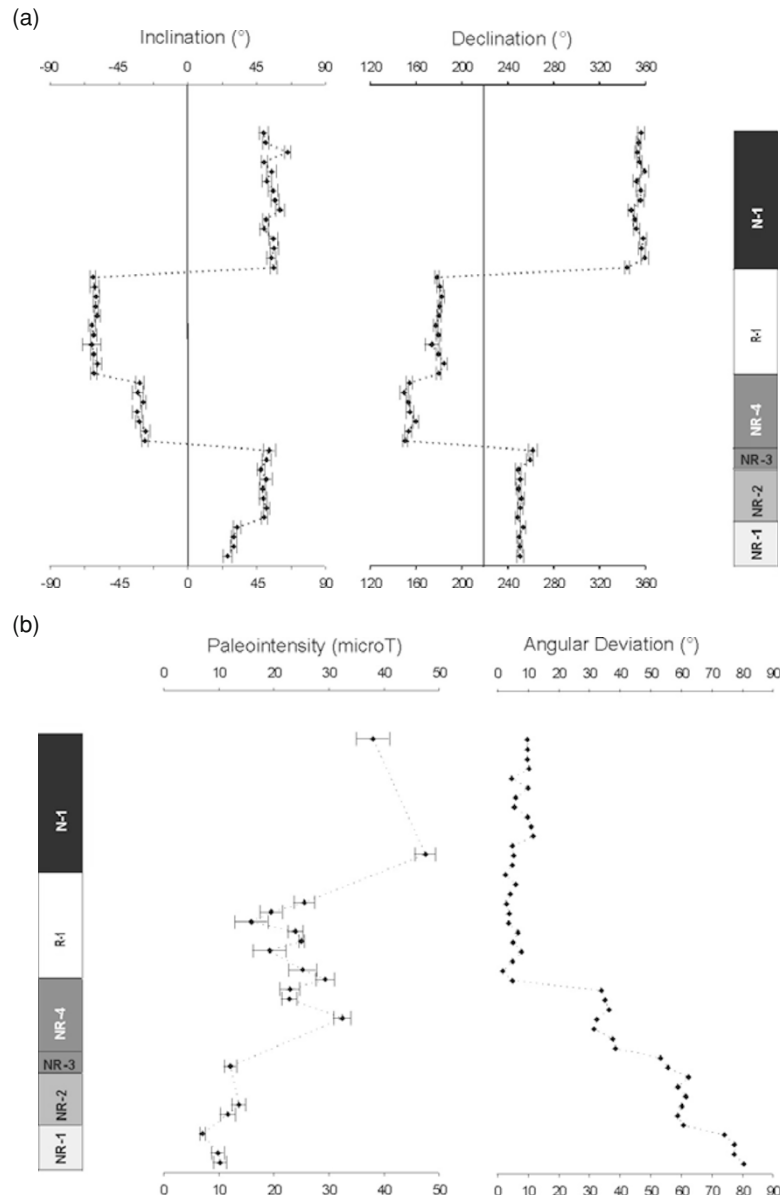 (a)
Inclination (°)
Declination (°)
-90 -45 0 45 90
120 160 200 240 280 320 360
N-1
R-1
NR-4
NR-3
NR-2
NR-1
-90 -45 0 45 90
120 160 200 240 280 320 360
(b)
Paleointensity (microT)
Angular Deviation (°)
0 10 20 30 40 50
0 10 20 30 40 50 60 70 80 90
N-1
R-1
NR-4
NR-3
NR-2
NR-1
0 10 20 30 40 50
0 10 20 30 40 50 60 70 80 90